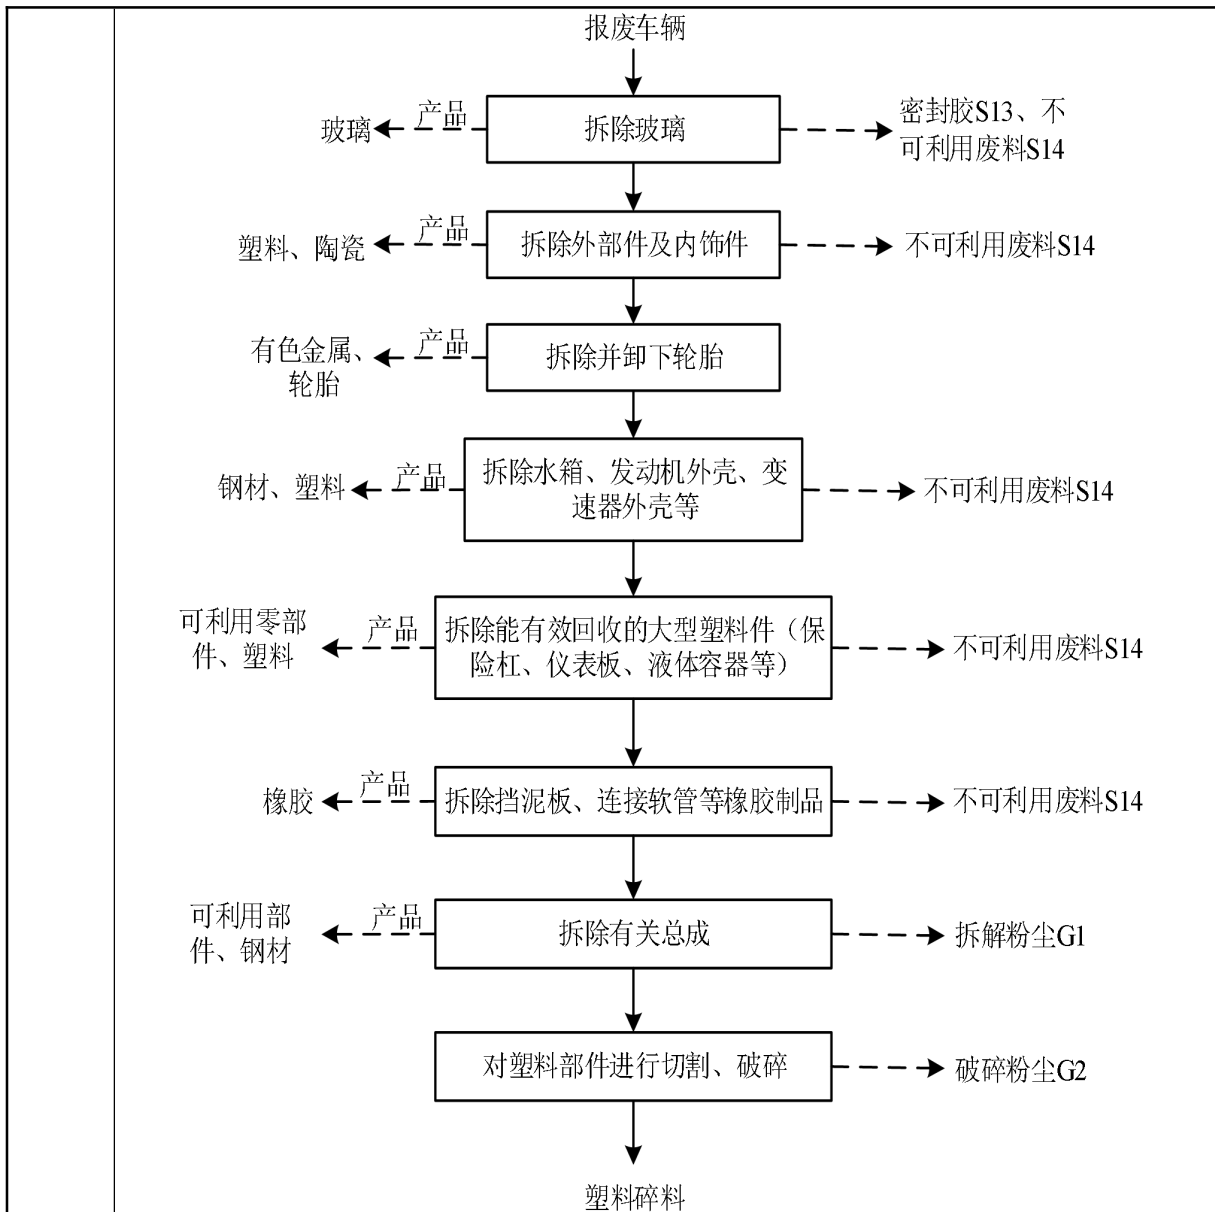 报废车辆
产品
玻璃
拆除玻璃
密封胶S13、不
可利用废料S14
产品
塑料、陶瓷
拆除外部件及内饰件
不可利用废料S14
产品
有色金属、
轮胎
拆除并卸下轮胎
产品
钢材、塑料
拆除水箱、发动机外壳、变
速器外壳等
不可利用废料S14
产品
可利用零部
件、塑料
拆除能有效回收的大型塑料件（保
险杠、仪表板、液体容器等）
不可利用废料S14
产品
橡胶
拆除挡泥板、连接软管等橡胶制品
不可利用废料S14
产品
可利用部
件、钢材
拆除有关总成
拆解粉尘G1
对塑料部件进行切割、破碎
破碎粉尘G2
塑料碎料